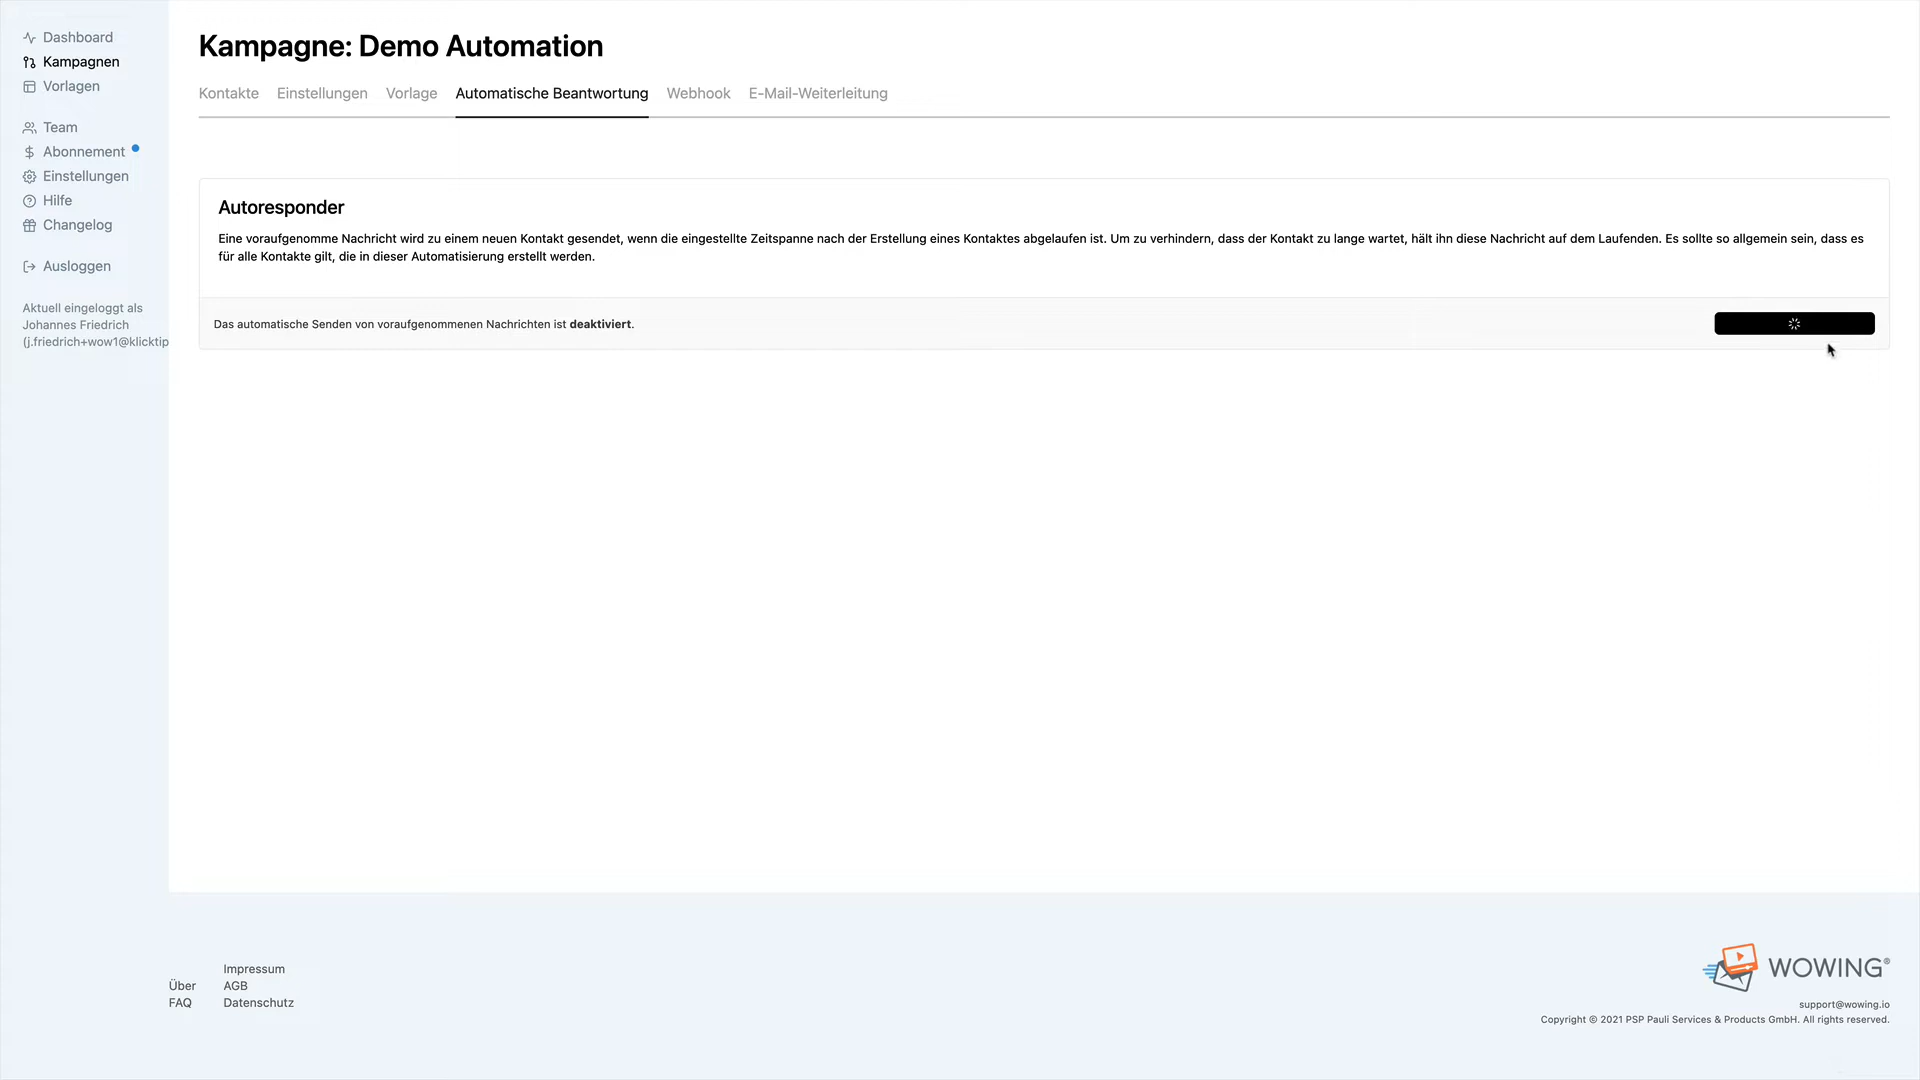 Dashboard
Kampagnen
Vorlagen
Team
Abonnement
Einstellungen
Hilfe
Changelog
Ausloggen
Aktuell eingeloggt als
Johannes Friedrich
(j.friedrich+wow1@klicktip
Kampagne: Demo Automation
Kontakte Einstellungen Vorlage Automatische Beantwortung Webhook E-Mail-Weiterleitung
Autoresponder
Eine voraufgenomme Nachricht wird zu einem neuen Kontakt gesendet, wenn die eingestellte Zeitspanne nach der Erstellung eines Kontaktes abgelaufen ist. Um zu verhindern, dass der Kontakt zu lange wartet, hält ihn diese Nachricht auf dem Laufenden. Es sollte so allgemein sein, dass es
für alle Kontakte gilt, die in dieser Automatisierung erstellt werden.
Das automatische Senden von voraufgenommenen Nachrichten ist deaktiviert.
Über
FAQ
Impressum
AGB
Datenschutz
WOWING®
support@wowing.io
Copyright © 2021 PSP Pauli Services & Products GmbH. All rights reserved.